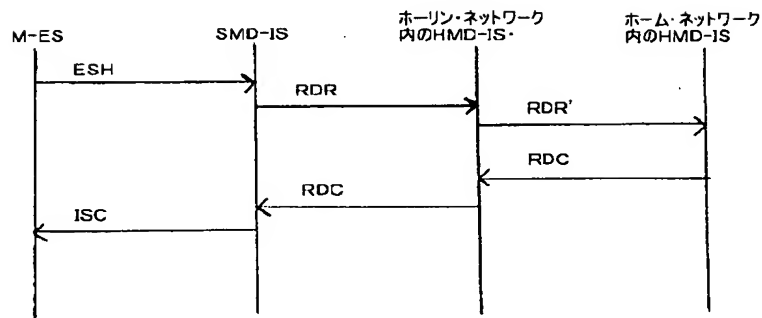 M-ES
SMD-IS
ホーリン・ネットワーク
内のHMD-IS・
ホーム・ネットワーク
内のHMD-IS
ESH
RDR
RDR'
RDC
RDC
ISC